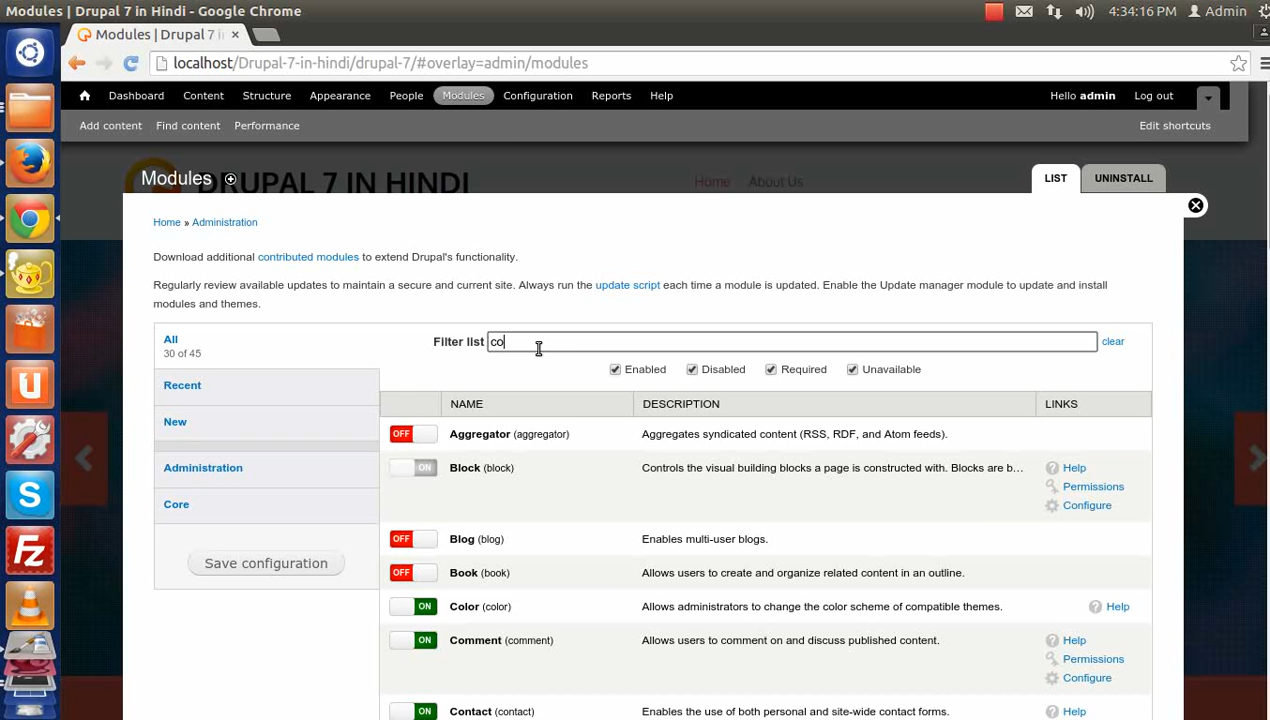 Modules | Drupal 7 in Hindi - Google Chrome
4:34:16 PM Admin
Modules | Drupal 7 i
localhost/Drupal-7-in-hindi/drupal-7/#overlay=admin/modules
Dashboard Content Structure Appearance People Modules Configuration Reports Help Hello admin Log out
Add content Find content Performance Edit shortcuts
DRUPAL 7 IN HINDI Home About Us
Modules LIST UNINSTALL
Home » Administration
Download additional contributed modules to extend Drupal's functionality.
Regularly review available updates to maintain a secure and current site. Always run the update script each time a module is updated. Enable the Update manager module to update and install
modules and themes.
All
30 of 45
Recent
New
Administration
Core
Save configuration
Filter list co clear
Enabled Disabled Required Unavailable
NAME DESCRIPTION LINKS
OFF Aggregator (aggregator) Aggregates syndicated content (RSS, RDF, and Atom feeds).
ON Block (block) Controls the visual building blocks a page is constructed with. Blocks are b... Help
Permissions
Configure
OFF Blog (blog) Enables multi-user blogs.
OFF Book (book) Allows users to create and organize related content in an outline.
ON Color (color) Allows administrators to change the color scheme of compatible themes. Help
ON Comment (comment) Allows users to comment on and discuss published content. Help
Permissions
Configure
Contact (contact) Enables the use of both personal and site-wide contact forms. Help